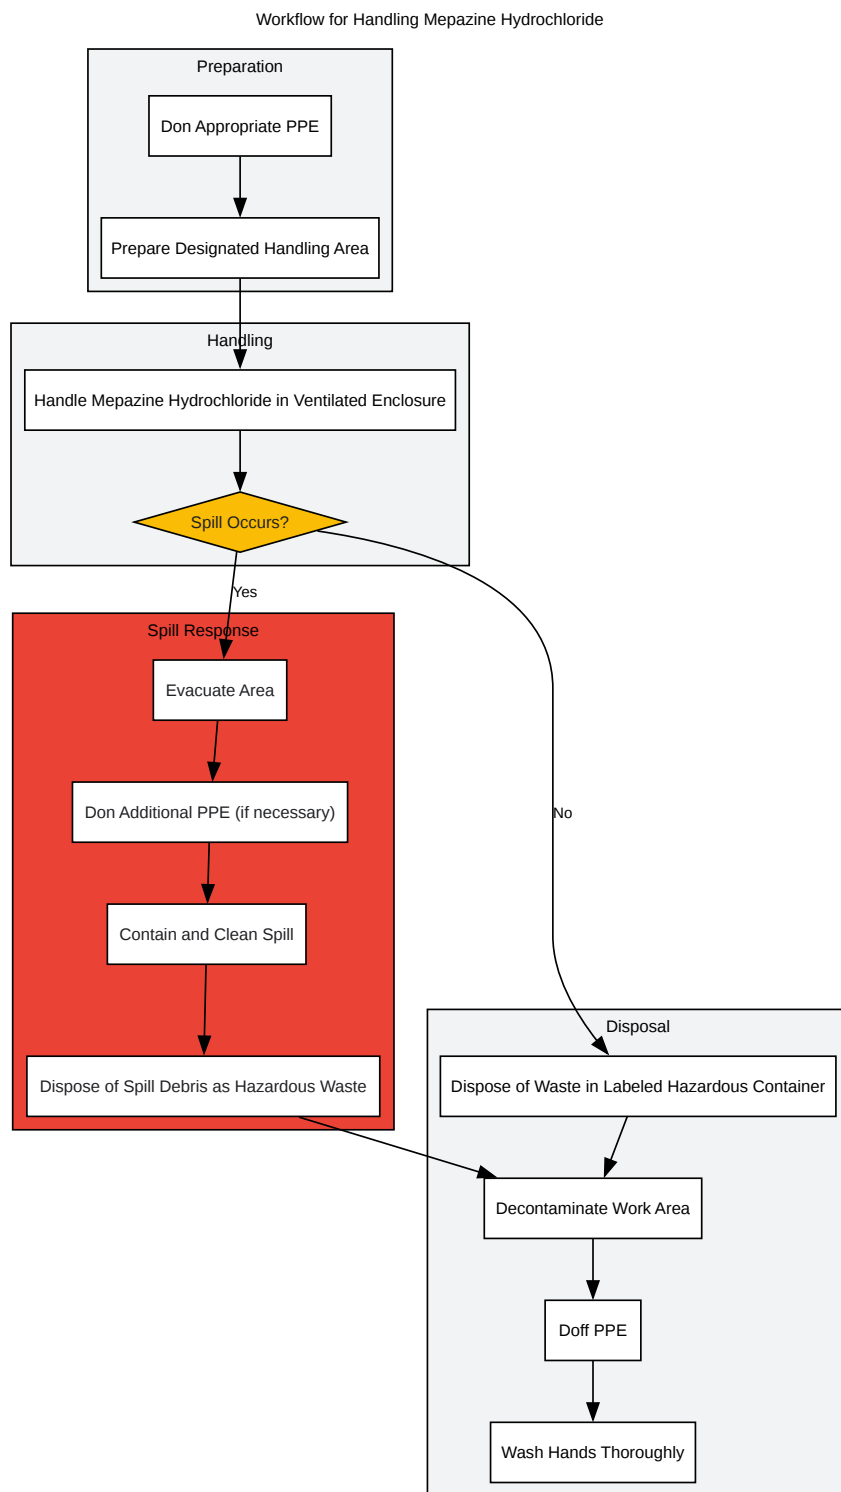 Workflow for Handling Mepazine Hydrochloride
Preparation
Don Appropriate PPE
Prepare Designated Handling Area
Handling
Handle Mepazine Hydrochloride in Ventilated Enclosure
Spill Occurs?
Yes
Spill Response
Evacuate Area
Don Additional PPE (if necessary)
No
Contain and Clean Spill
Dispose of Spill Debris as Hazardous Waste
Disposal
Dispose of Waste in Labeled Hazardous Container
Decontaminate Work Area
Doff PPE
Wash Hands Thoroughly